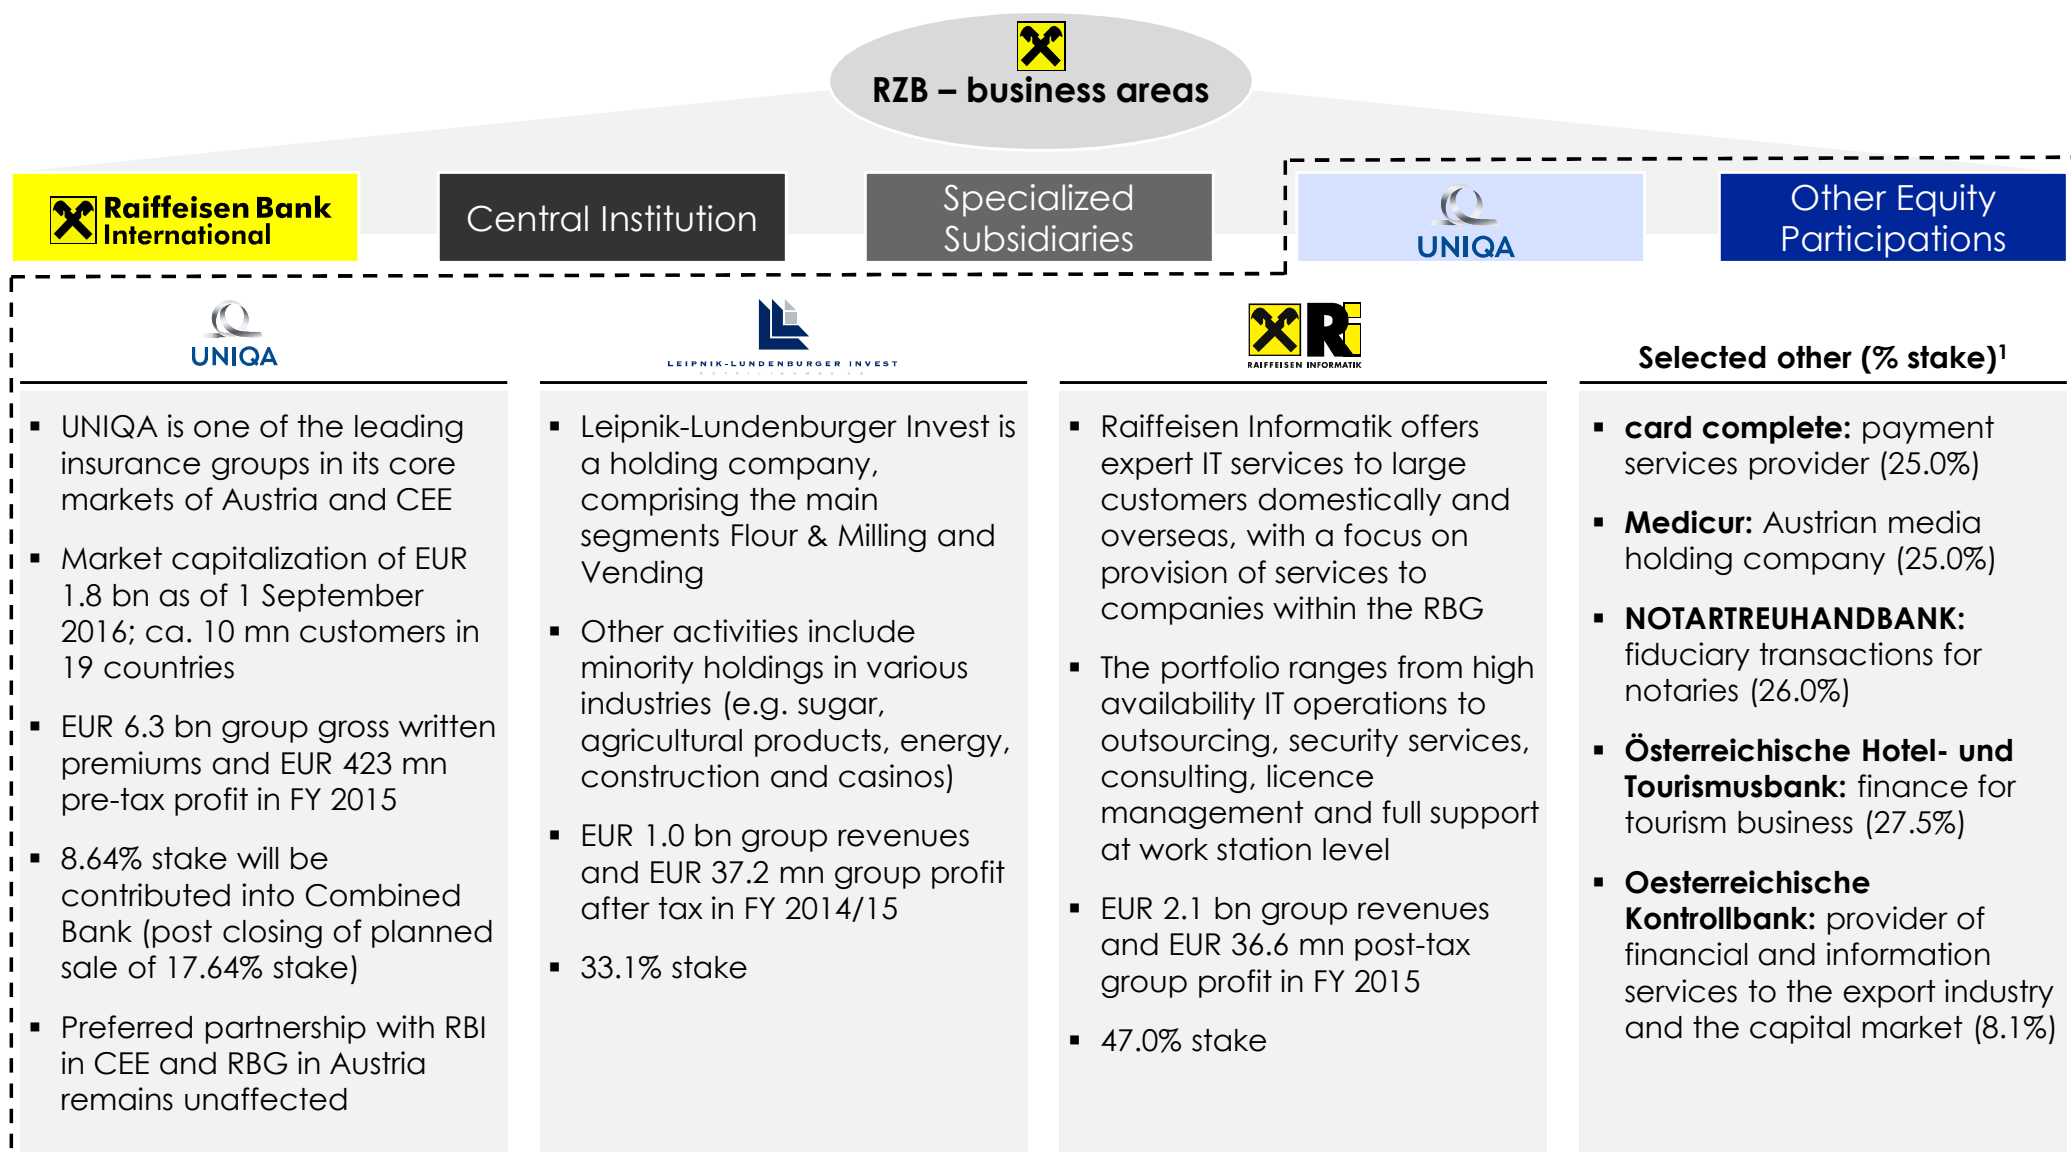 RZB – business areas
Raiffeisen Bank
International
Central Institution
Specialized
Subsidiaries
UNIQA
Other Equity
Participations
UNIQA
▪ UNIQA is one of the leading
insurance groups in its core
markets of Austria and CEE
▪ Market capitalization of EUR
1.8 bn as of 1 September
2016; ca. 10 mn customers in
19 countries
▪ EUR 6.3 bn group gross written
premiums and EUR 423 mn
pre-tax profit in FY 2015
▪ 8.64% stake will be
contributed into Combined
Bank (post closing of planned
sale of 17.64% stake)
▪ Preferred partnership with RBI
in CEE and RBG in Austria
remains unaffected
LEIPNIK-LUNDENBURGER INVEST
BETEILIGUNGS AG
▪ Leipnik-Lundenburger Invest is
a holding company,
comprising the main
segments Flour & Milling and
Vending
▪ Other activities include
minority holdings in various
industries (e.g. sugar,
agricultural products, energy,
construction and casinos)
▪ EUR 1.0 bn group revenues
and EUR 37.2 mn group profit
after tax in FY 2014/15
▪ 33.1% stake
Ri
RAIFFEISEN INFORMATIK
▪ Raiffeisen Informatik offers
expert IT services to large
customers domestically and
overseas, with a focus on
provision of services to
companies within the RBG
▪ The portfolio ranges from high
availability IT operations to
outsourcing, security services,
consulting, licence
management and full support
at work station level
▪ EUR 2.1 bn group revenues
and EUR 36.6 mn post-tax
group profit in FY 2015
▪ 47.0% stake
Selected other (% stake)¹
▪ card complete: payment
services provider (25.0%)
▪ Medicur: Austrian media
holding company (25.0%)
▪ NOTARTREUHANDBANK:
fiduciary transactions for
notaries (26.0%)
▪ Österreichische Hotel- und
Tourismusbank: finance for
tourism business (27.5%)
▪ Oesterreichische
Kontrollbank: provider of
financial and information
services to the export industry
and the capital market (8.1%)